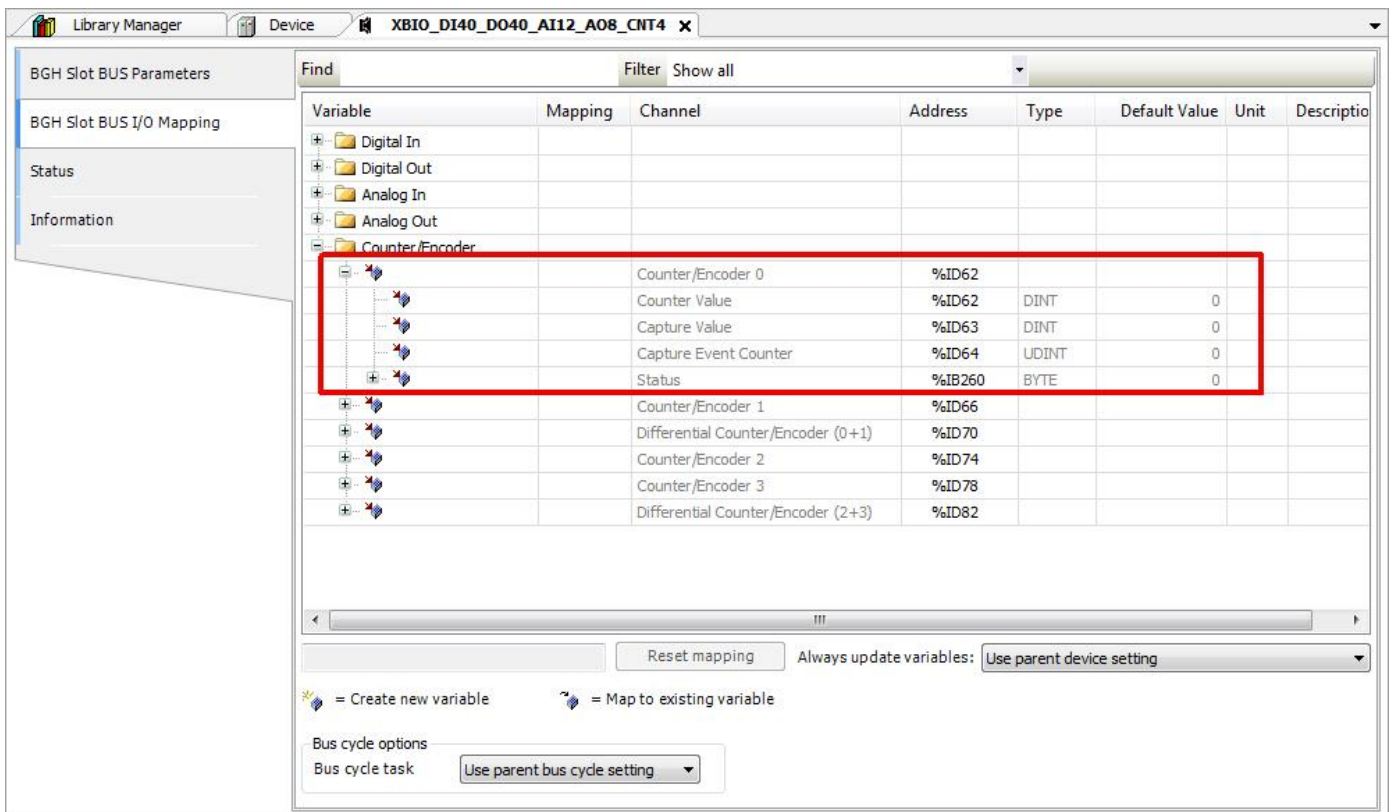 Library Manager Device XBIO_DI40_DO40_AI12_AO8_CNT4 X
BGH Slot BUS Parameters
BGH Slot BUS I/O Mapping
Status
Information
Find Filter Show all
Variable Mapping Channel Address Type Default Value Unit Descriptio
Digital In
Digital Out
Analog In
Analog Out
Counter/Encoder
Counter/Encoder 0 %ID62
Counter Value %ID62 DINT 0
Capture Value %ID63 DINT 0
Capture Event Counter %ID64 UDINT 0
Status %IB260 BYTE 0
Counter/Encoder 1 %ID66
Differential Counter/Encoder (0+1) %ID70
Counter/Encoder 2 %ID74
Counter/Encoder 3 %ID78
Differential Counter/Encoder (2+3) %ID82
Reset mapping Always update variables: Use parent device setting
= Create new variable = Map to existing variable
Bus cycle options
Bus cycle task Use parent bus cycle setting